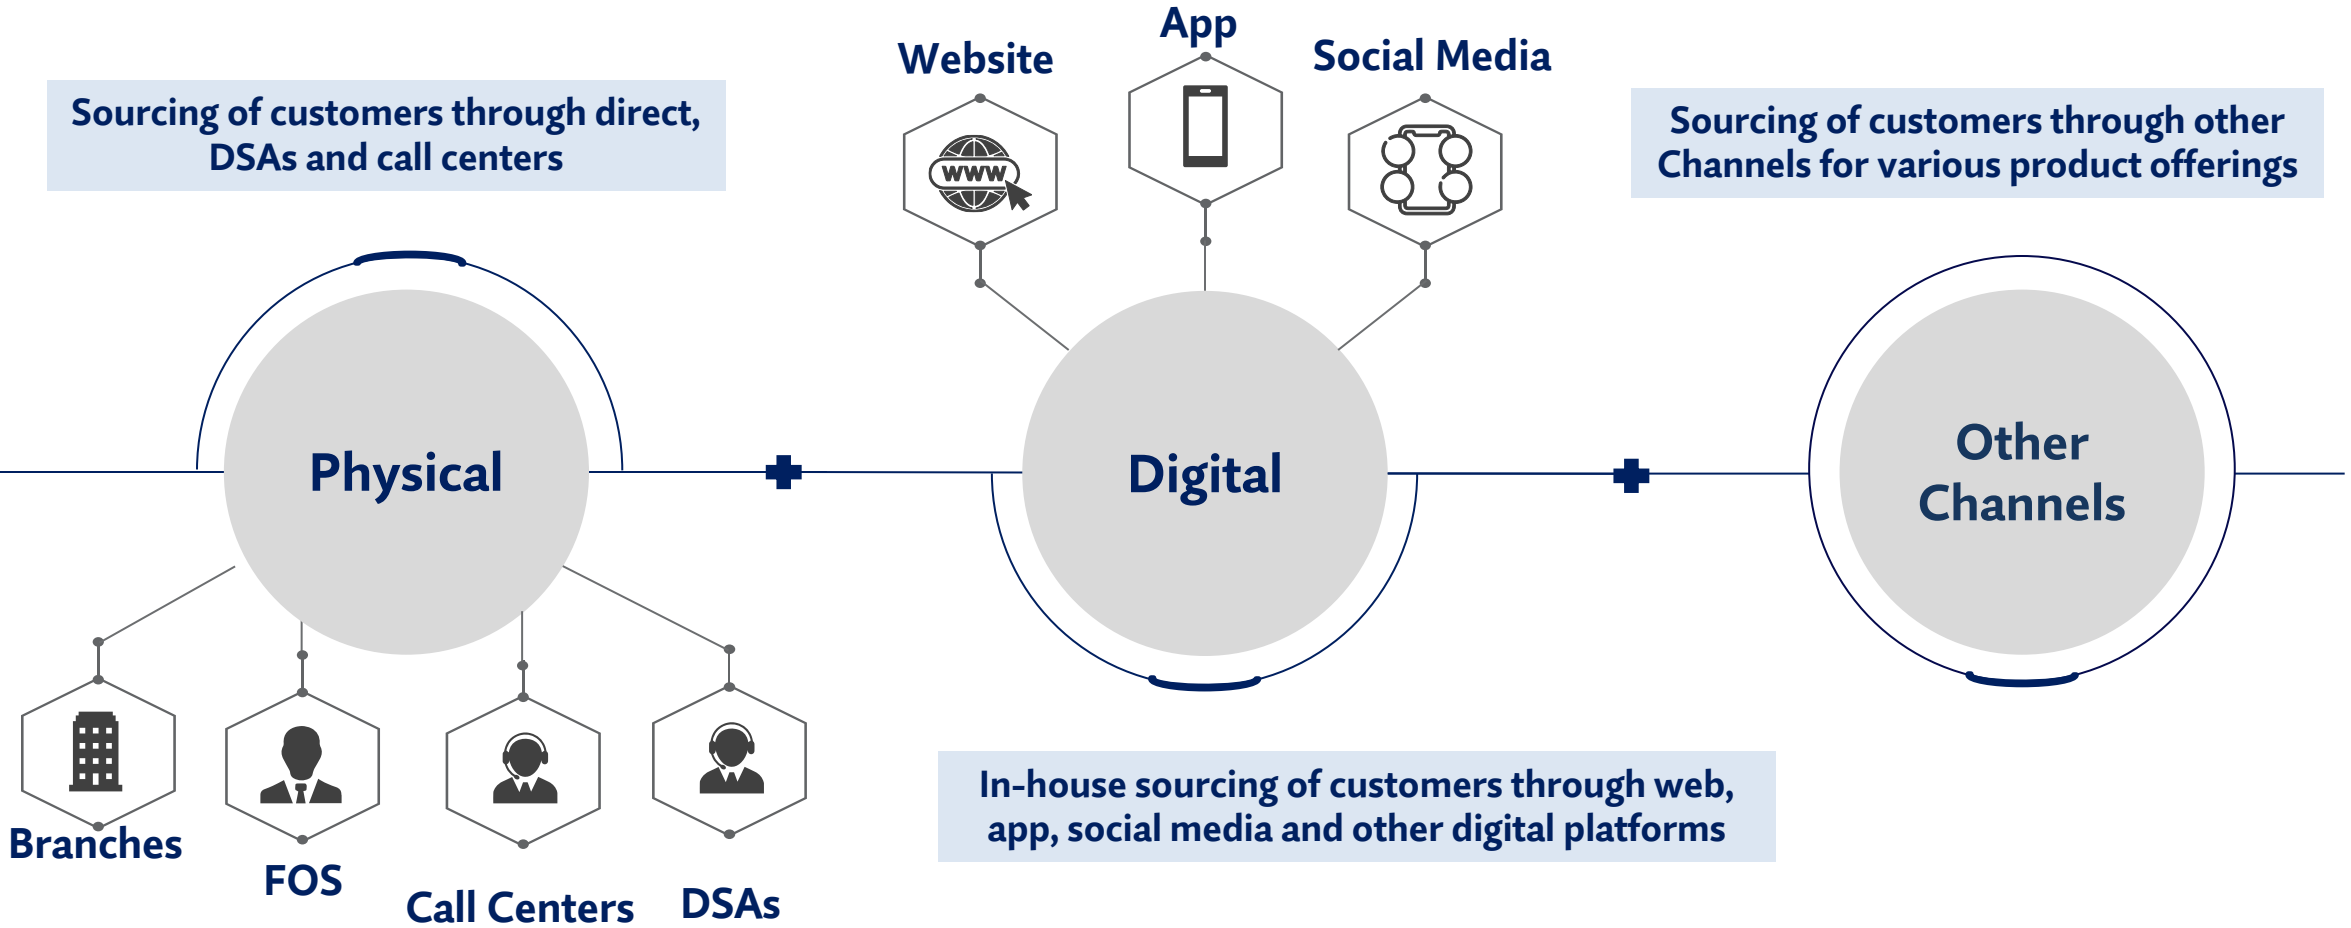 Sourcing of customers through direct,
DSAs and call centers
Physical
Branches
FOS
Call Centers
DSAs
Website
App
Social Media
WWW
Digital
In-house sourcing of customers through web,
app, social media and other digital platforms
Sourcing of customers through other
Channels for various product offerings
Other
Channels